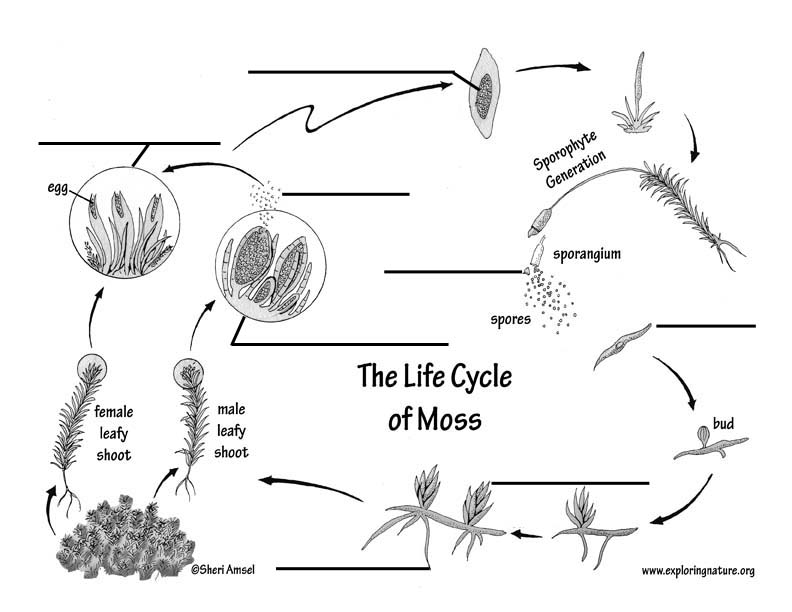 Sporophyte
Generation
egg
sporangium
spores
The Life Cycle
of Moss
female
leafy
shoot
male
leafy
shoot
bud
©Sheri Amsel
www.exploringnature.org